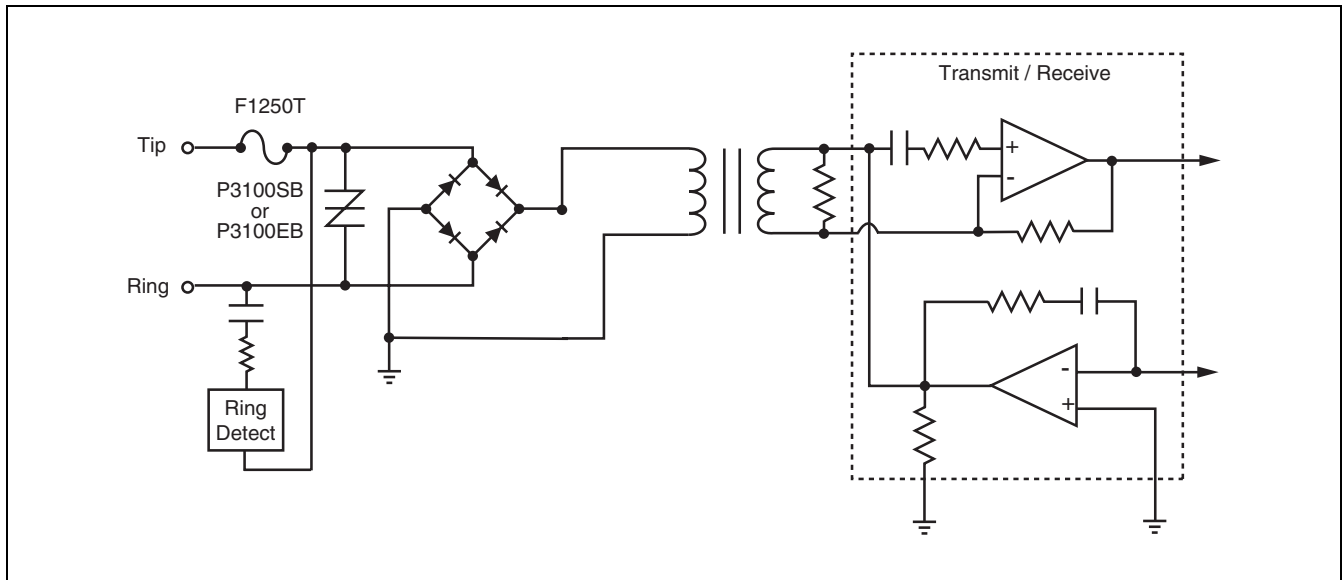 Transmit / Receive
F1250T
Tip
P3100SB
or
P3100EB
Ring
Ring
Detect
+
-
-
+